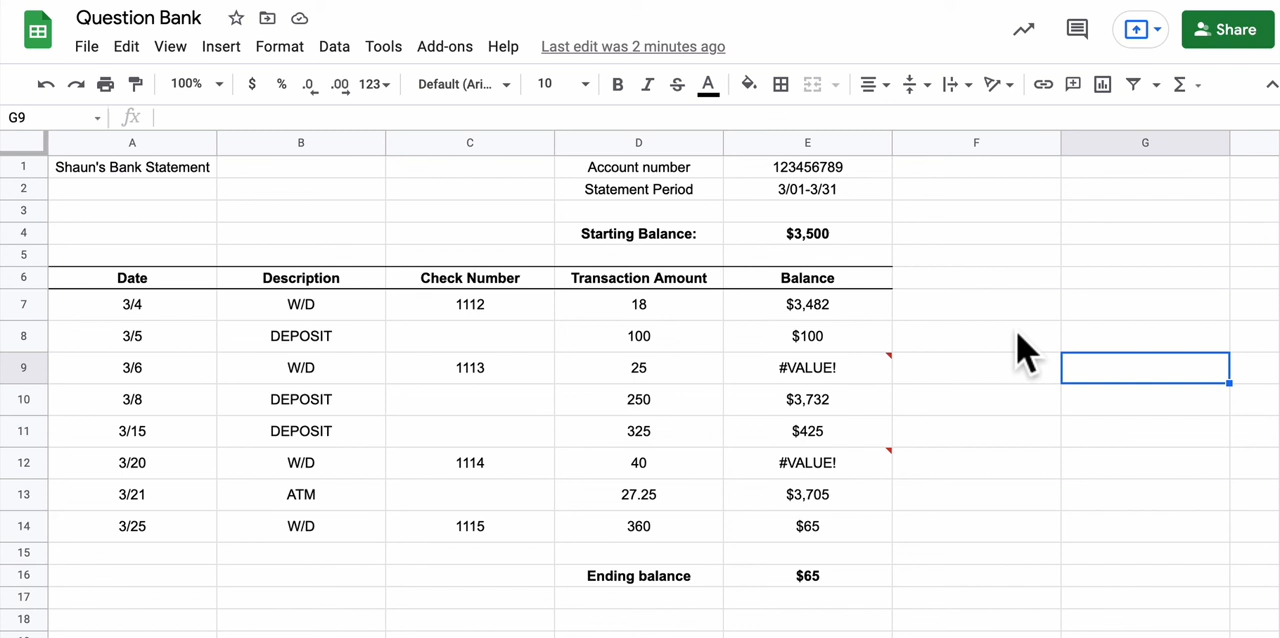 Question Bank
File Edit View Insert Format Data Tools Add-ons Help Last edit was 2 minutes ago
Share
100% $ % .0 .00 123 Default (Ari... 10 B I S A Σ
G9 fx
A B C D E F G
1 Shaun's Bank Statement Account number 123456789
2 Statement Period 3/01-3/31
3
4 Starting Balance: $3,500
5
6 Date Description Check Number Transaction Amount Balance
7 3/4 W/D 1112 18 $3,482
8 3/5 DEPOSIT 100 $100
9 3/6 W/D 1113 25 #VALUE!
10 3/8 DEPOSIT 250 $3,732
11 3/15 DEPOSIT 325 $425
12 3/20 W/D 1114 40 #VALUE!
13 3/21 ATM 27.25 $3,705
14 3/25 W/D 1115 360 $65
15
16 Ending balance $65
17
18